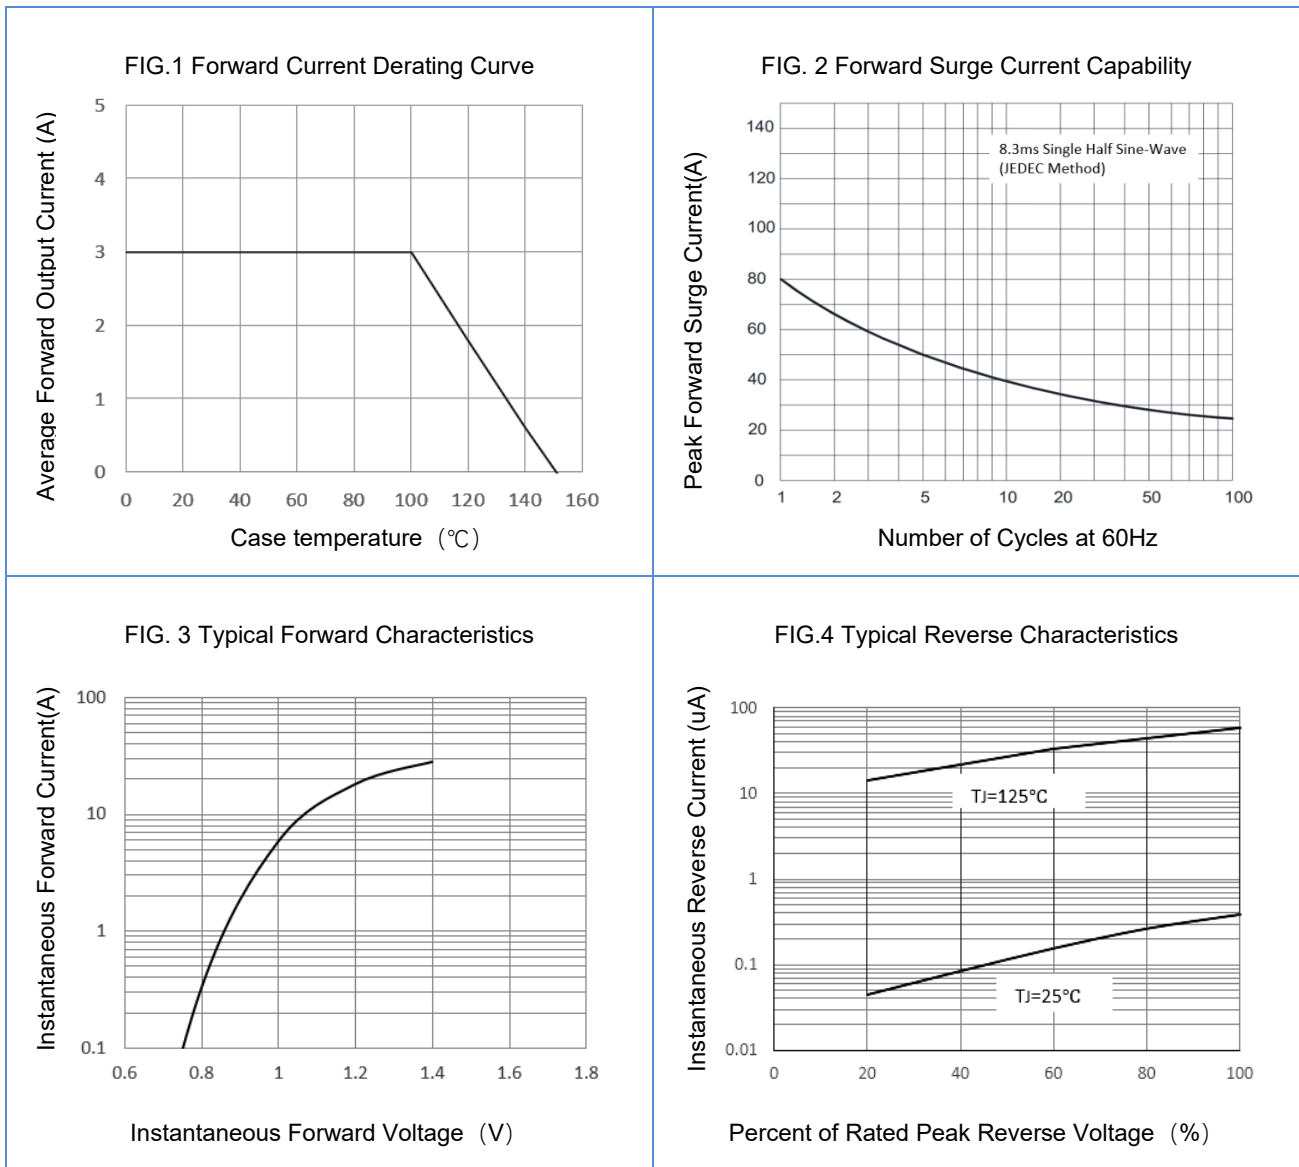 FIG.1 Forward Current Derating Curve
Average Forward Output Current (A)
5
4
3
2
1
0
0 20 40 60 80 100 120 140 160
Case temperature（℃）
FIG. 2 Forward Surge Current Capability
Peak Forward Surge Current(A)
8.3ms Single Half Sine-Wave
(JEDEC Method)
140
120
100
80
60
40
20
0
1 2 5 10 20 50 100
Number of Cycles at 60Hz
FIG. 3 Typical Forward Characteristics
Instantaneous Forward Current(A)
100
10
1
0.1
0.6 0.8 1 1.2 1.4 1.6 1.8
Instantaneous Forward Voltage（V）
FIG.4 Typical Reverse Characteristics
Instantaneous Reverse Current (uA)
100
10
1
0.1
0.01
TJ=125℃
TJ=25℃
0 20 40 60 80 100
Percent of Rated Peak Reverse Voltage（%）